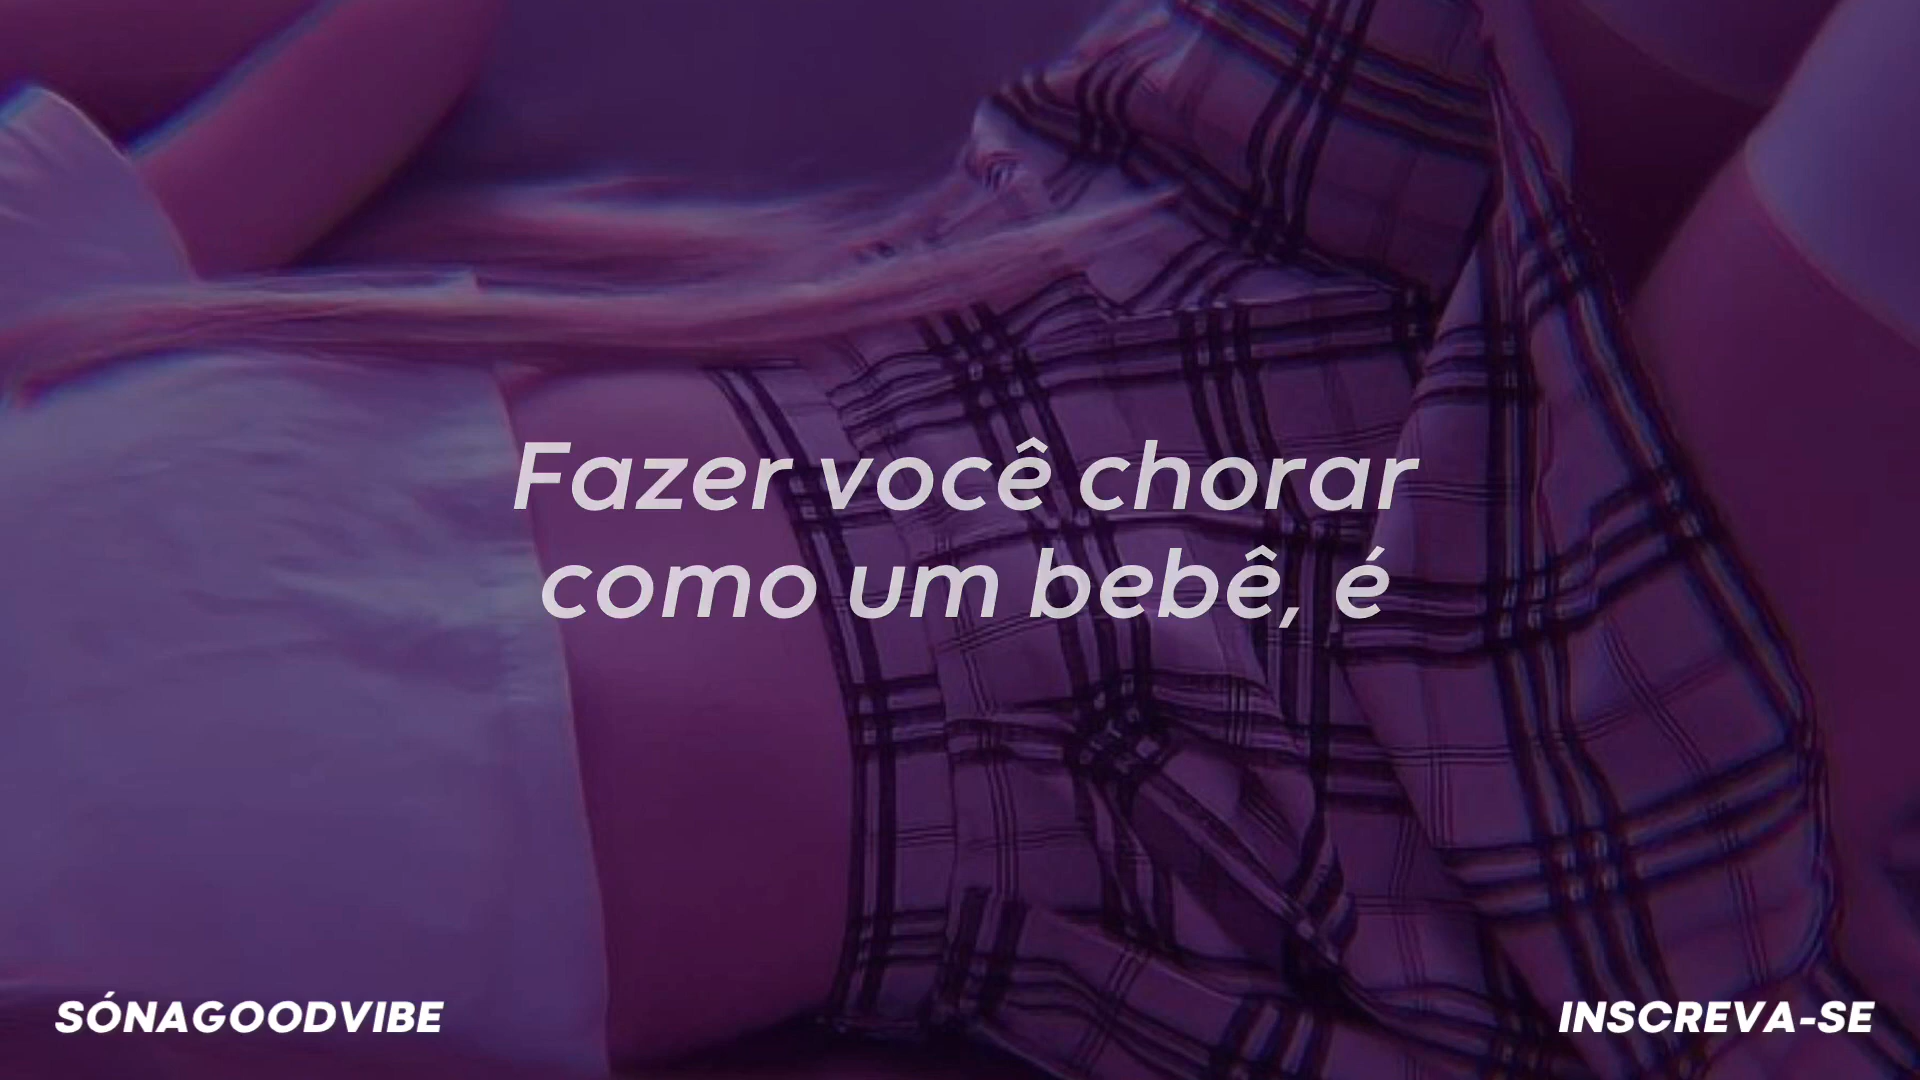 Fazer você chorar
como um bebê, é
SÓNAGOODVIBE
INSCREVA-SE